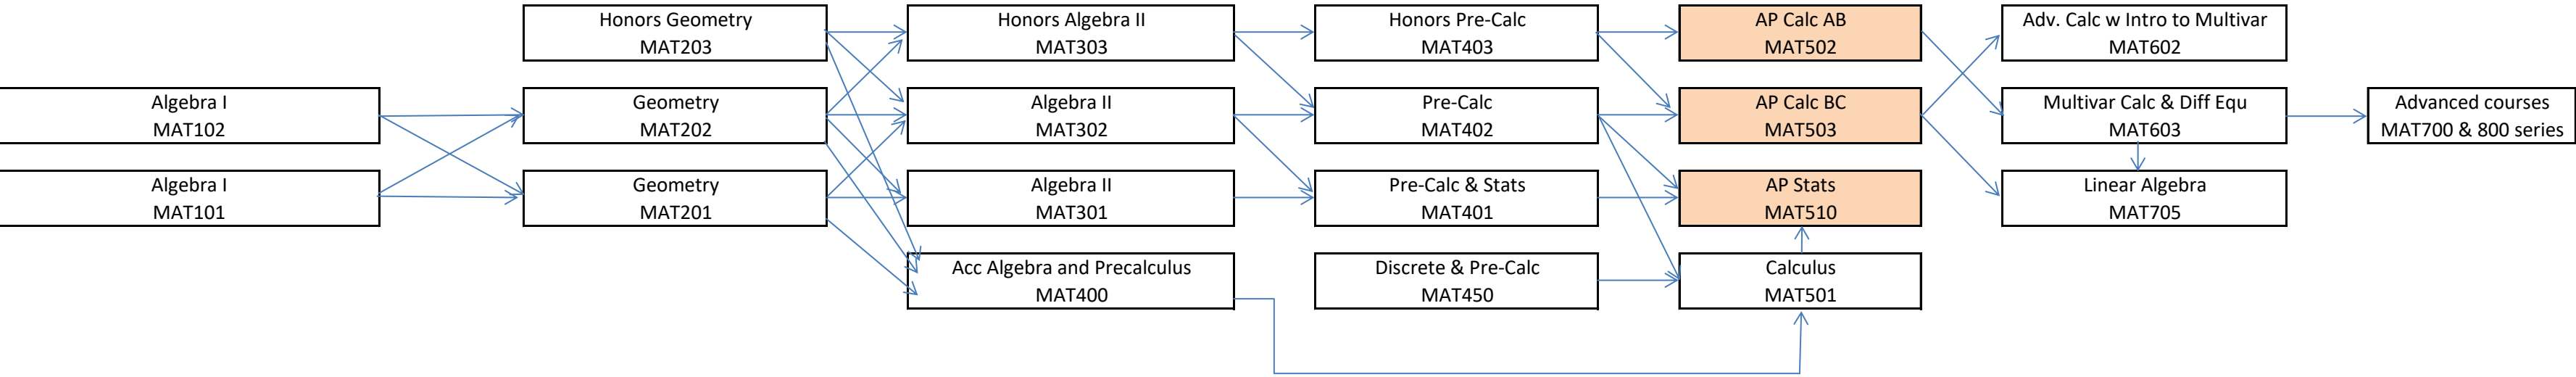 Honors Geometry
MAT203
Honors Algebra II
MAT303
Honors Pre-Calc
MAT403
AP Calc AB
MAT502
Adv. Calc w Intro to Multivar
MAT602
Algebra I
MAT102
Geometry
MAT202
Algebra II
MAT302
Pre-Calc
MAT402
AP Calc BC
MAT503
Multivar Calc & Diff Equ
MAT603
Advanced courses
MAT700 & 800 series
Algebra I
MAT101
Geometry
MAT201
Algebra II
MAT301
Pre-Calc & Stats
MAT401
AP Stats
MAT510
Linear Algebra
MAT705
Acc Algebra and Precalculus
MAT400
Discrete & Pre-Calc
MAT450
Calculus
MAT501